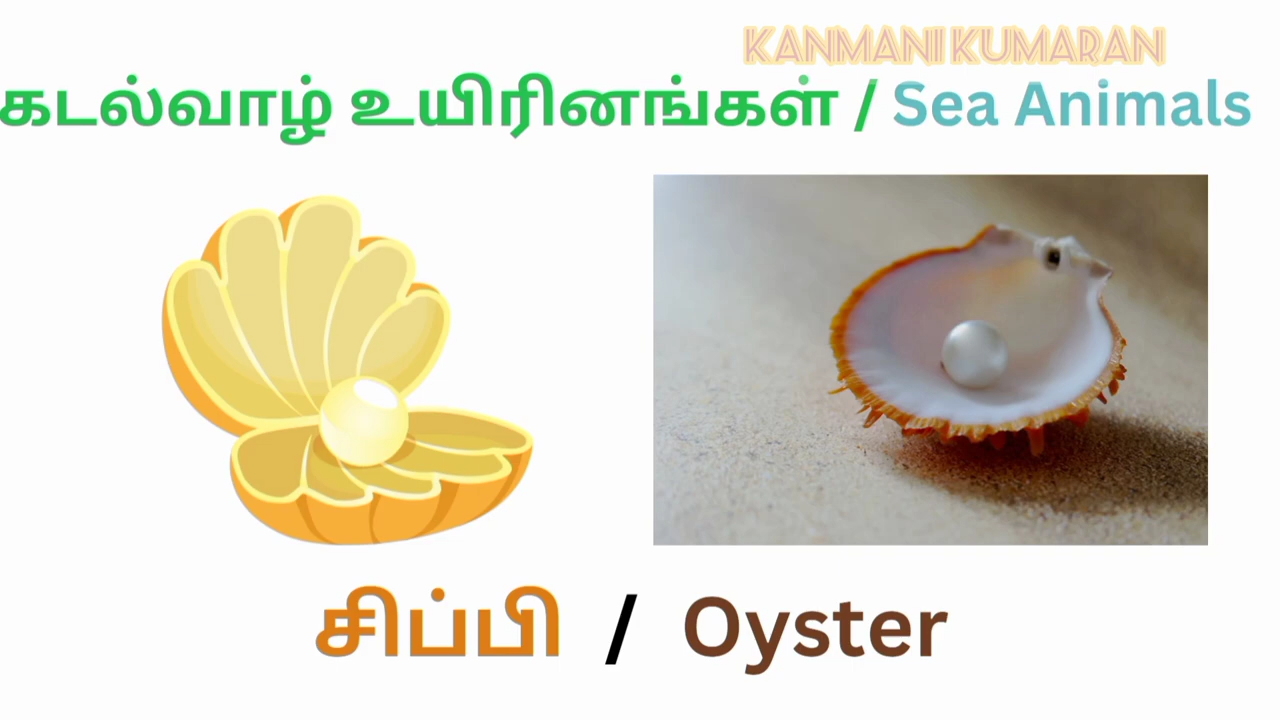 KANMANI KUMARAN
கடல்வாழ் உயிரினங்கள் / Sea Animals
சிப்பி / Oyster